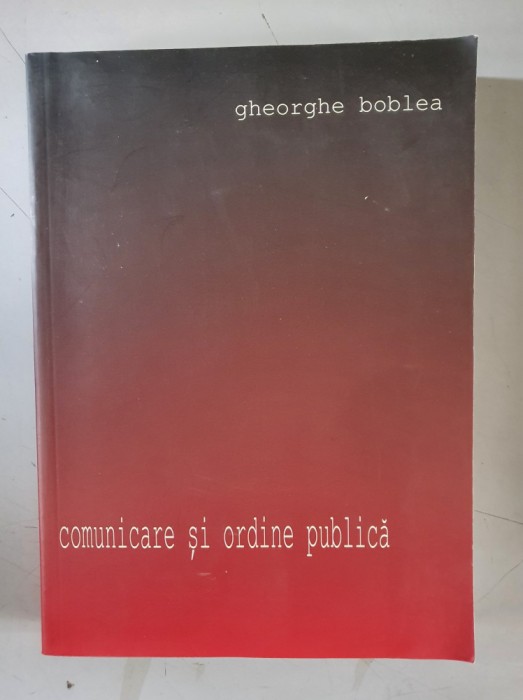 gheorghe boblea
comunicare și ordine publică